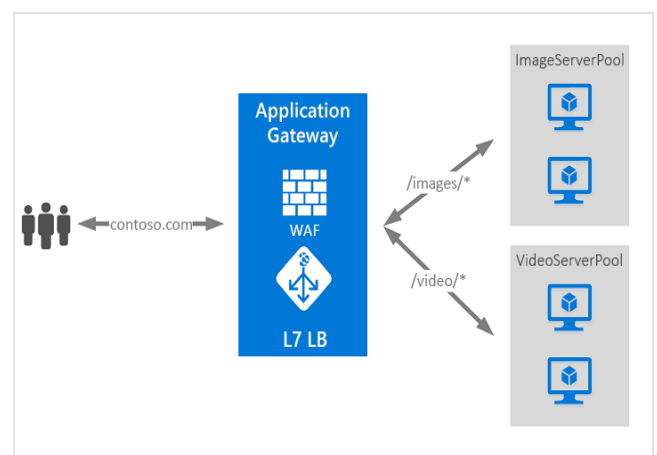 ImageServerPool
Application
Gateway
/images/*
WAF
contoso.com
VideoServerPool
/video/*
L7 LB